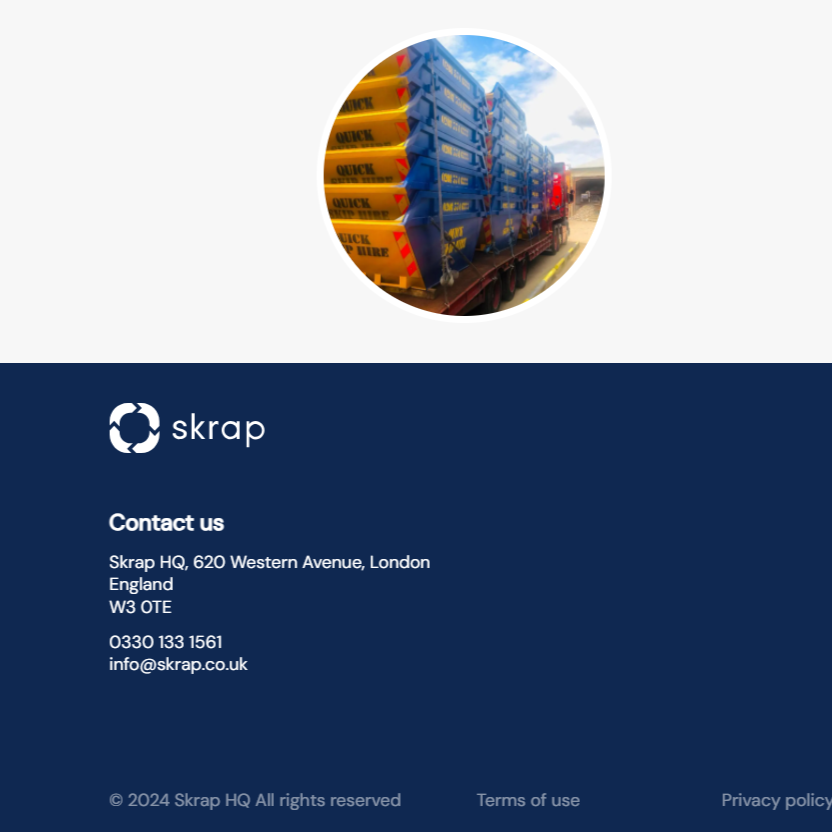 QUICK
QUICK
QUICK
QUICK
SKIP HIRE
skrap
Contact us
Skrap HQ, 620 Western Avenue, London
England
W3 0TE
0330 133 1561
info@skrap.co.uk
© 2024 Skrap HQ All rights reserved
Terms of use
Privacy policy